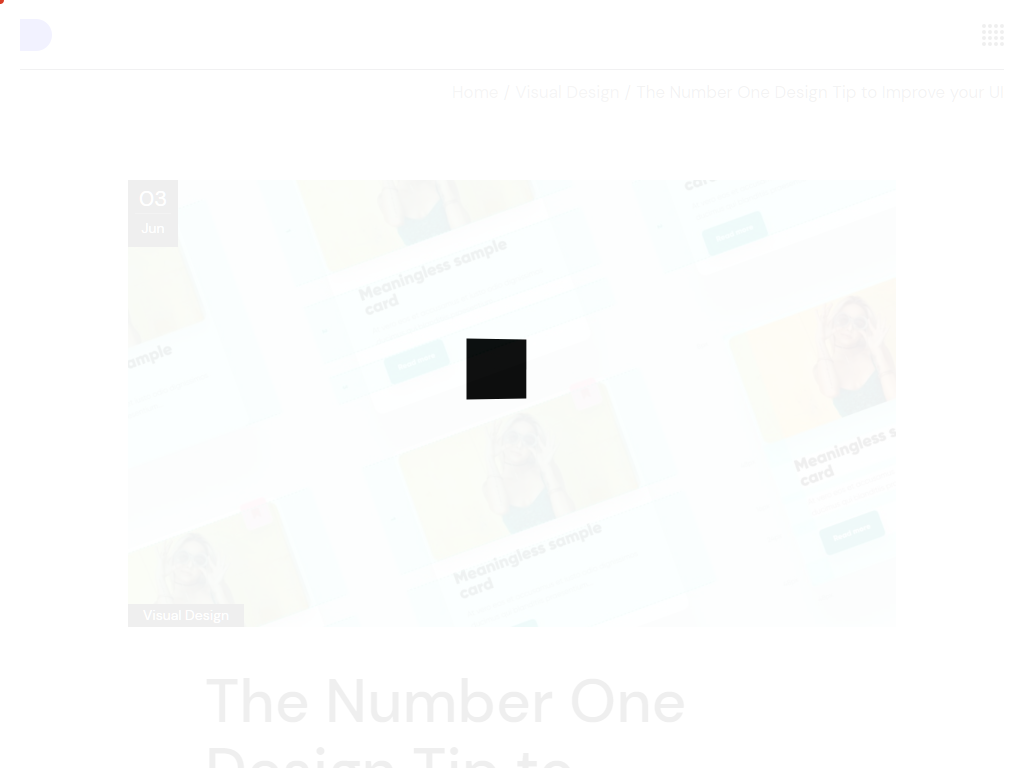 Home / Visual Design / The Number One Design Tip to Improve your UI
03
Jun
Meaningless sample
card
Meaningless s
card
Meaningless sample
card
Visual Design
The Number One
Design Tip to